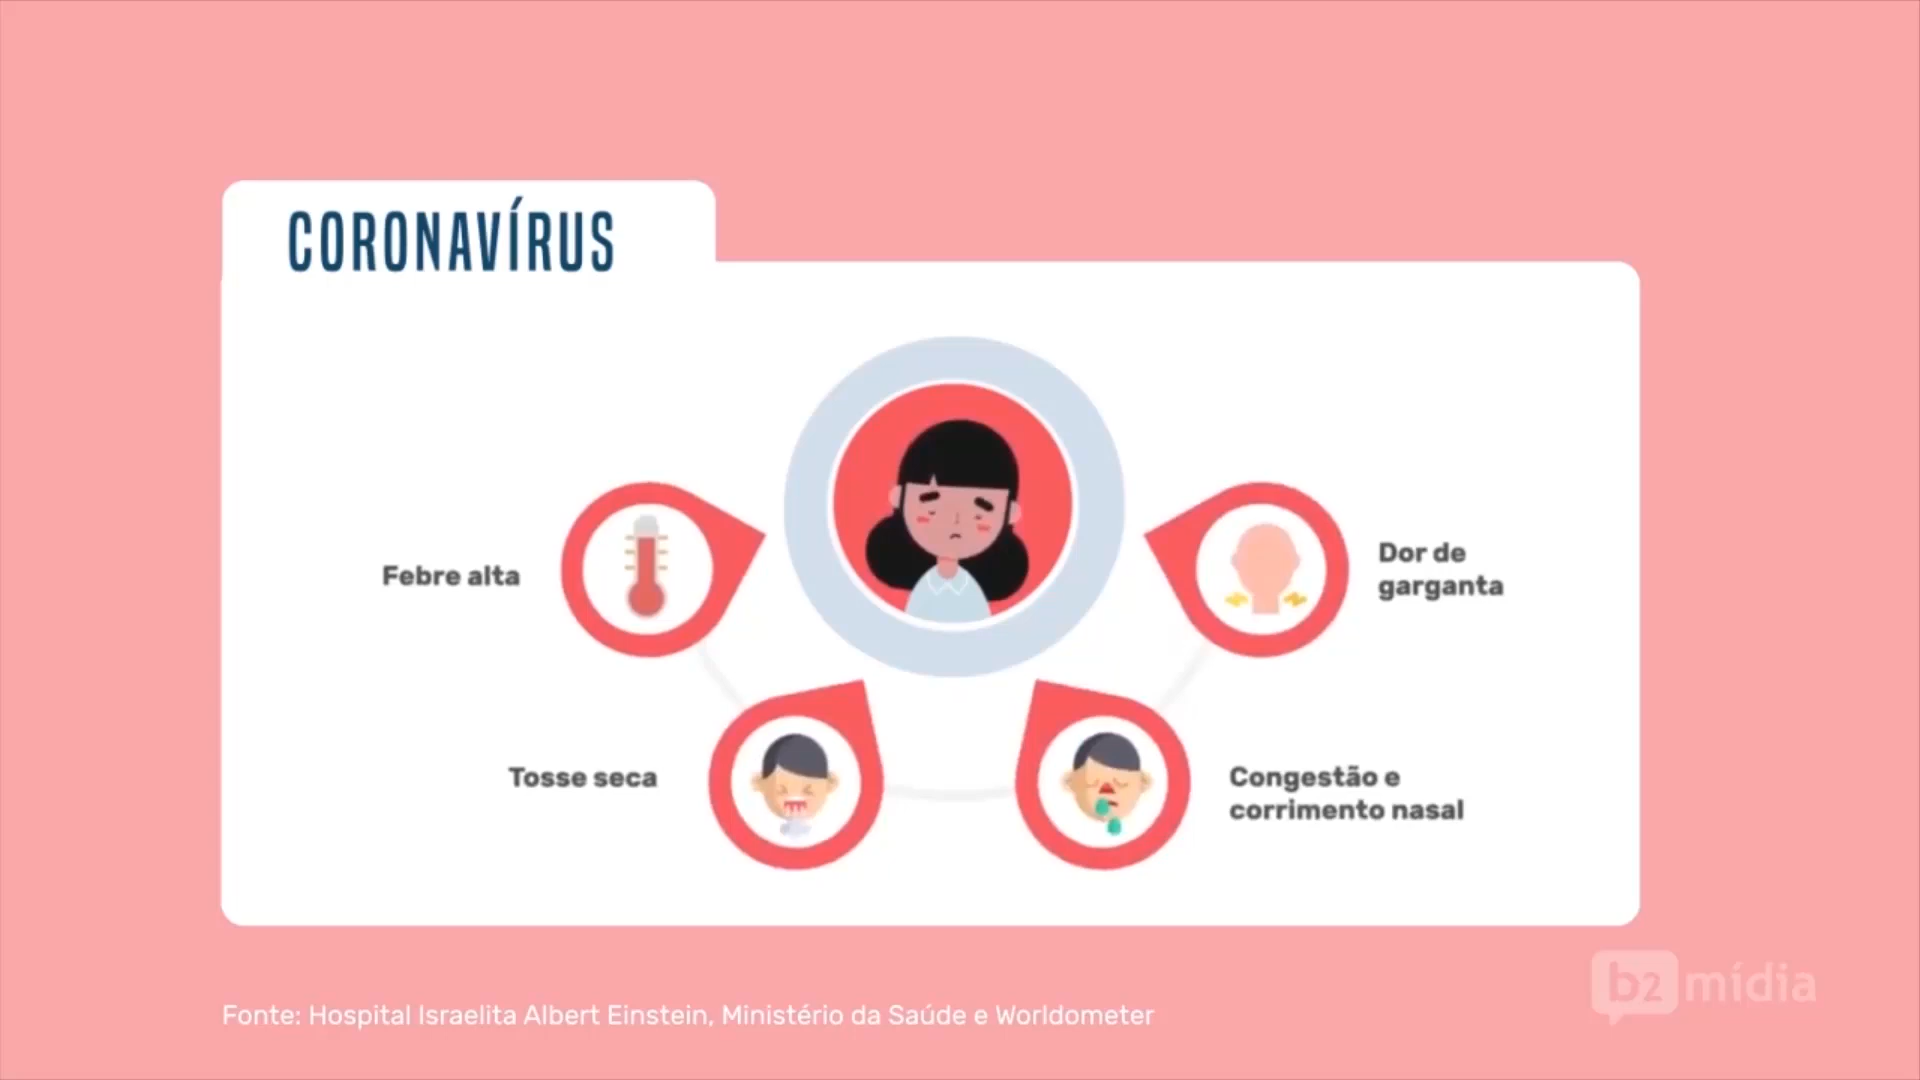 CORONAVÍRUS
Febre alta
Dor de
garganta
Tosse seca
Congestão e
corrimento nasal
b2 mídia
Fonte: Hospital Israelita Albert Einstein, Ministério da Saúde e Worldometer